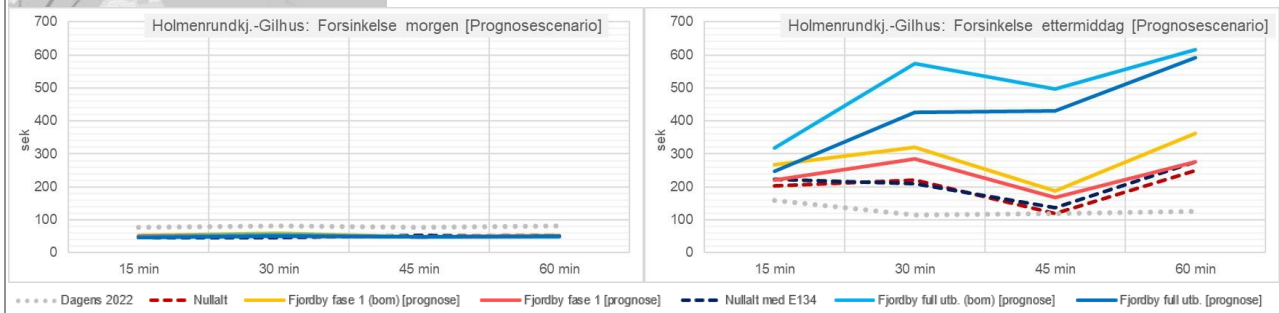 Holmenrundkj.-Gilhus: Forsinkelse morgen [Prognosescenario]
700
600
500
400
300
200
100
0
sek
15 min
30 min
45 min
60 min
Holmenrundkj.-Gilhus: Forsinkelse ettermiddag [Prognosescenario]
700
600
500
400
300
200
100
0
sek
15 min
30 min
45 min
60 min
Dagens 2022
Nullalt
Fjordby fase 1 (bom) [prognose]
Fjordby fase 1 [prognose]
Nullalt med E134
Fjordby full utb. (bom) [prognose]
Fjordby full utb. [prognose]